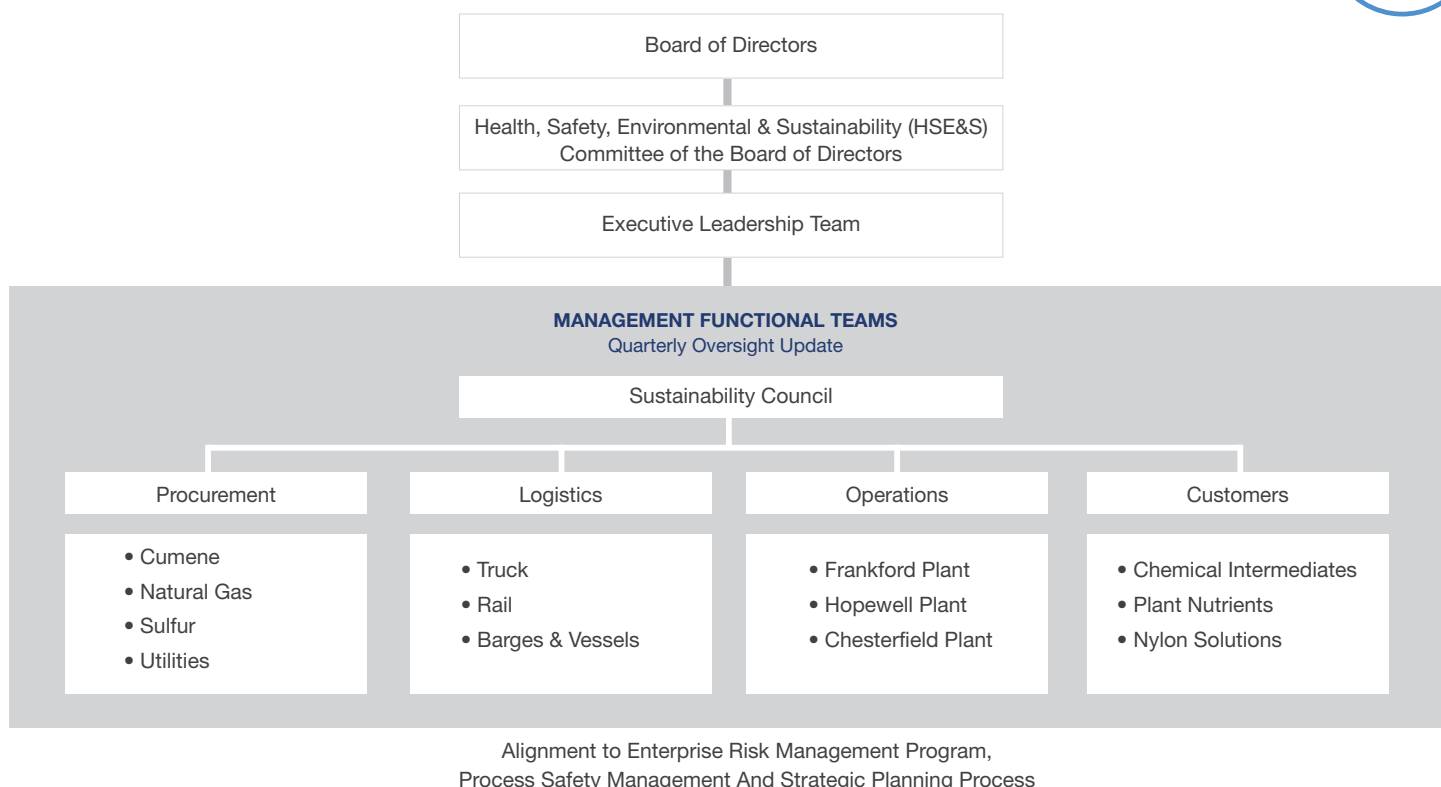 Board of Directors
Health, Safety, Environmental & Sustainability (HSE&S)
Committee of the Board of Directors
Executive Leadership Team
MANAGEMENT FUNCTIONAL TEAMS
Quarterly Oversight Update
Sustainability Council
Procurement
• Cumene
• Natural Gas
• Sulfur
• Utilities
Logistics
• Truck
• Rail
• Barges & Vessels
Operations
• Frankford Plant
• Hopewell Plant
• Chesterfield Plant
Customers
• Chemical Intermediates
• Plant Nutrients
• Nylon Solutions
Alignment to Enterprise Risk Management Program,
Process Safety Management And Strategic Planning Process